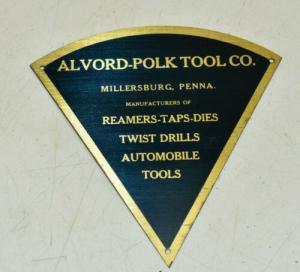 ALVORD-POLK TOOL CO.
MILLERSBURG, PENNA.
MANUFACTURERS OF
REAMERS-TAPS-DIES
TWIST DRILLS
AUTOMOBILE
TOOLS